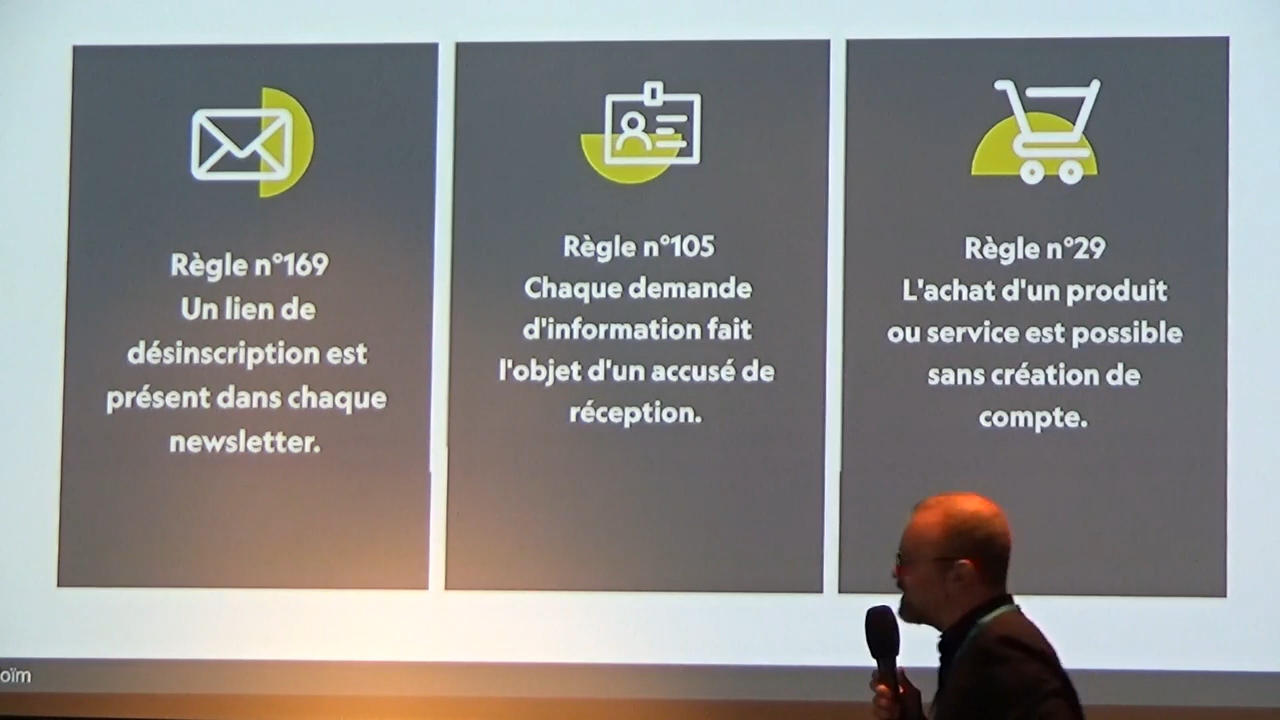 Règle n°169
Un lien de
désinscription est
présent dans chaque
newsletter.
Règle n°105
Chaque demande
d'information fait
l'objet d'un accusé de
réception.
Règle n°29
L'achat d'un produit
ou service est possible
sans création de
compte.